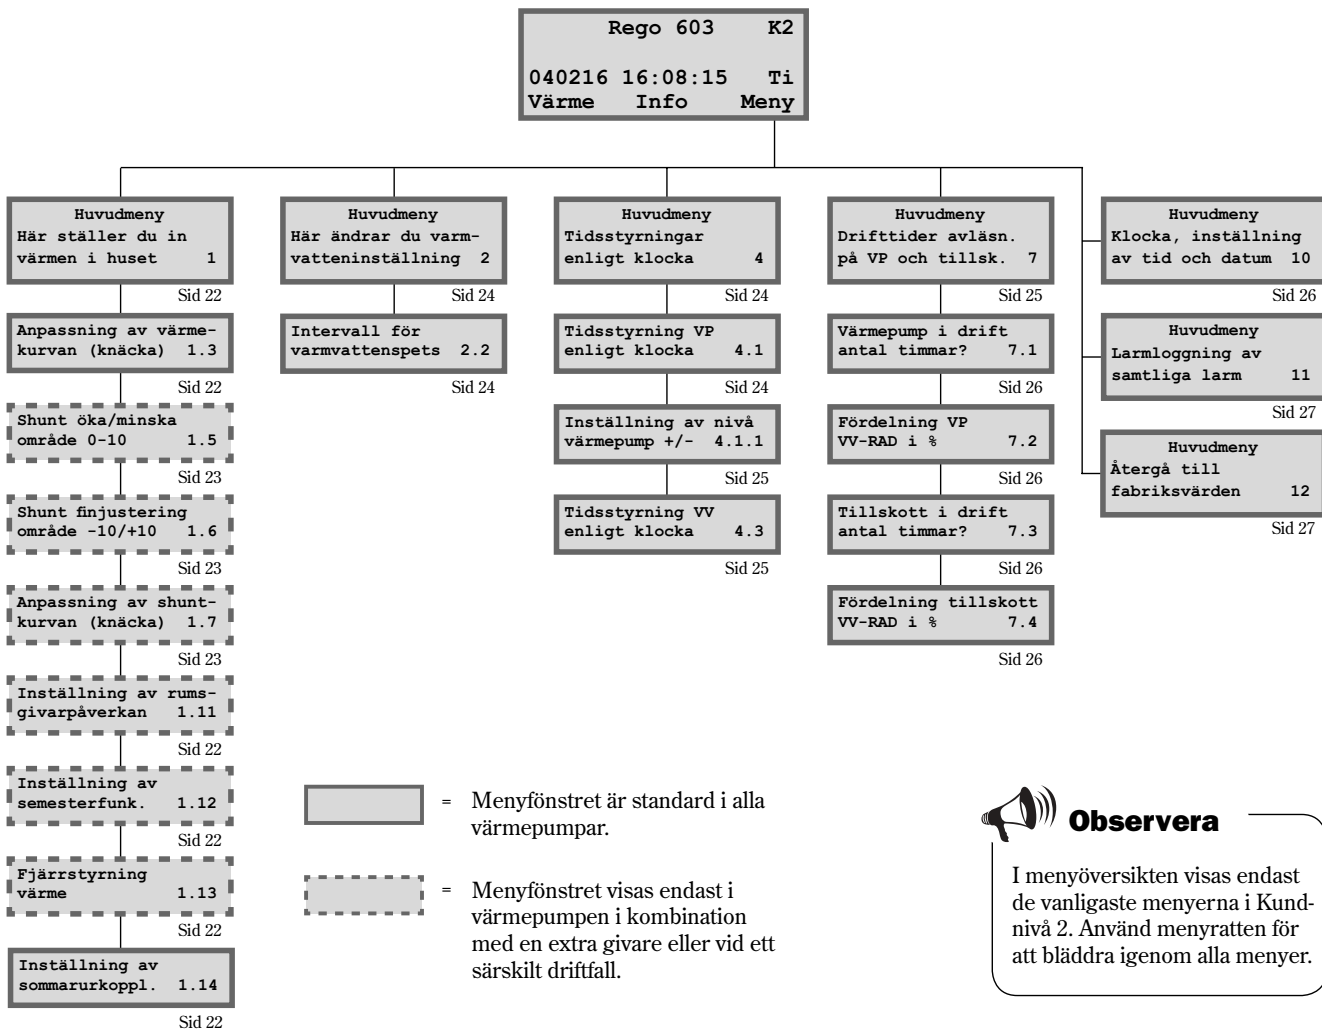 Rego 603 K2
040216 16:08:15 Ti
Värme Info Meny
Huvudmeny
Här ställer du in
värmen i huset 1
Sid 22
Anpassning av värme-
kurvan (knäcka) 1.3
Sid 22
Shunt öka/minska
område 0-10 1.5
Sid 23
Shunt finjustering
område -10/+10 1.6
Sid 23
Anpassning av shunt-
kurvan (knäcka) 1.7
Sid 23
Inställning av rums-
givarpåverkan 1.11
Sid 22
Inställning av
semesterfunk. 1.12
Sid 22
Fjärrstyrning
värme 1.13
Sid 22
Inställning av
sommarurkoppl. 1.14
Sid 22
Huvudmeny
Här ändrar du varm-
vatteninställning 2
Sid 24
Intervall för
varmvattenspets 2.2
Sid 24
Huvudmeny
Tidsstyrningar
enligt klocka 4
Sid 24
Tidsstyrning VP
enligt klocka 4.1
Sid 24
Inställning av nivå
värmepump +/- 4.1.1
Sid 25
Tidsstyrning VV
enligt klocka 4.3
Sid 25
Huvudmeny
Drifttider avläsn.
på VP och tillsk. 7
Sid 25
Värmepump i drift
antal timmar? 7.1
Sid 26
Fördelning VP
VV-RAD i % 7.2
Sid 26
Tillskott i drift
antal timmar? 7.3
Sid 26
Fördelning tillskott
VV-RAD i % 7.4
Sid 26
Huvudmeny
Klocka, inställning
av tid och datum 10
Sid 26
Huvudmeny
Larmloggning av
samtliga larm 11
Sid 27
Huvudmeny
Återgå till
fabriksvärden 12
Sid 27
= Menyfönstret är standard i alla
värmepumpar.
= Menyfönstret visas endast i
värmepumpen i kombination
med en extra givare eller vid ett
särskilt driftfall.
Observera
I menyöversikten visas endast
de vanligaste menyerna i Kund-
nivå 2. Använd menyratten för
att bläddra igenom alla menyer.